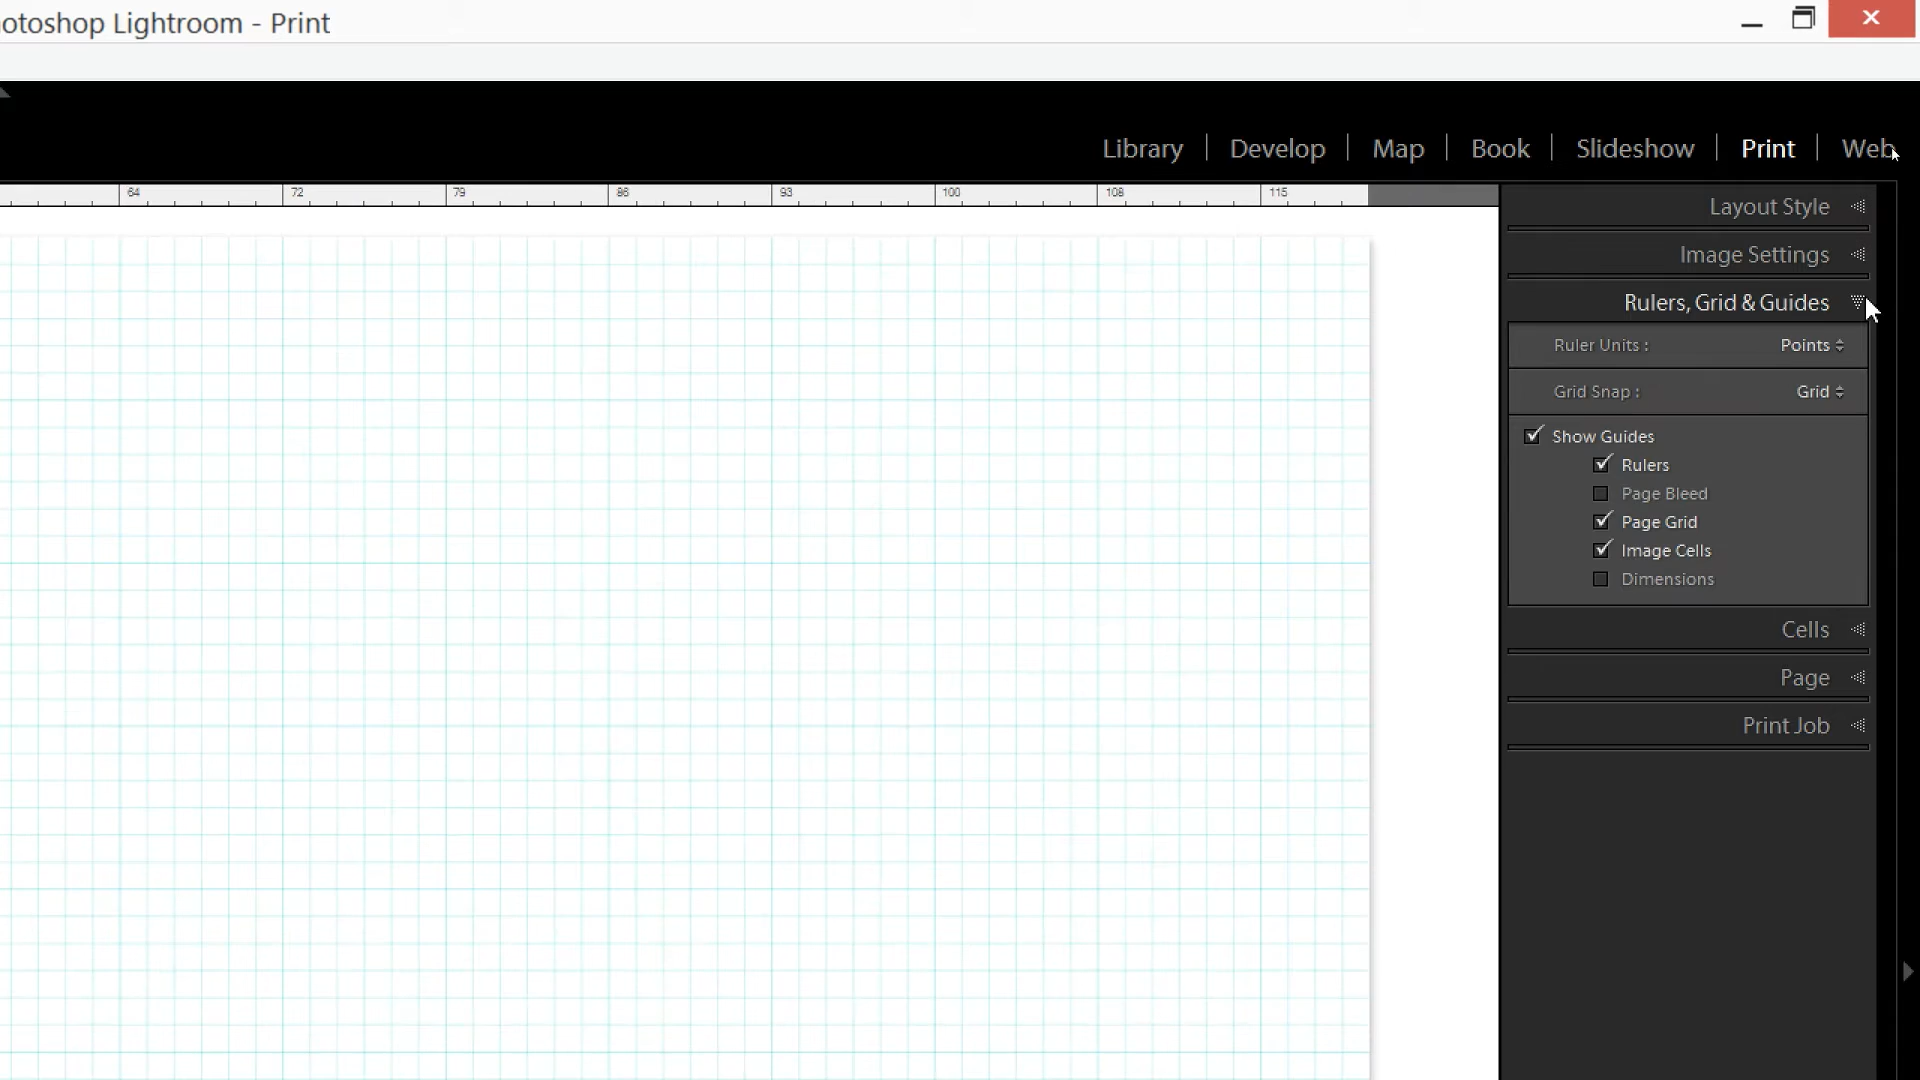 otoshop Lightroom - Print
Library | Develop | Map | Book | Slideshow | Print | Web
64 72 79 86 93 100 108 115
Layout Style
Image Settings
Rulers, Grid & Guides
Ruler Units : Points
Grid Snap : Grid
Show Guides
Rulers
Page Bleed
Page Grid
Image Cells
Dimensions
Cells
Page
Print Job